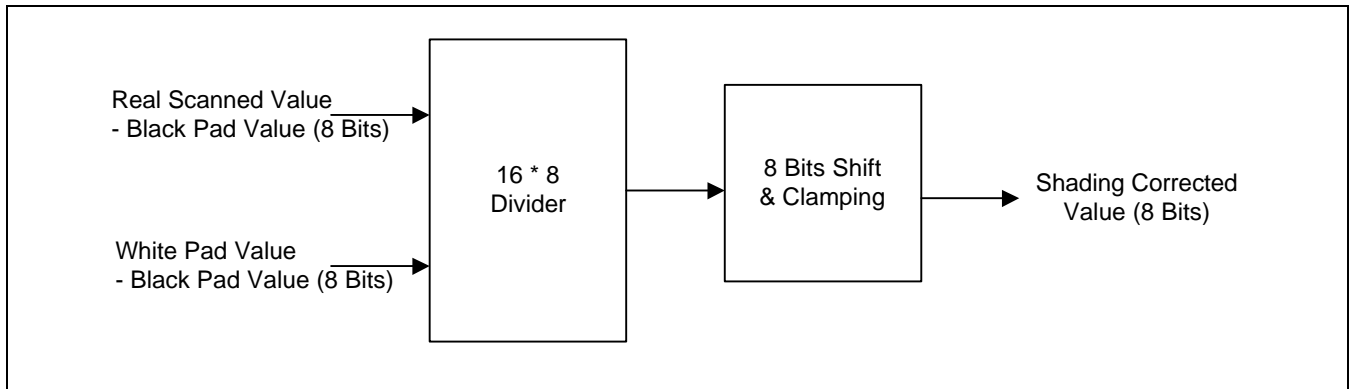 Real Scanned Value
- Black Pad Value (8 Bits)
White Pad Value
- Black Pad Value (8 Bits)
16 * 8
Divider
8 Bits Shift
& Clamping
Shading Corrected
Value (8 Bits)